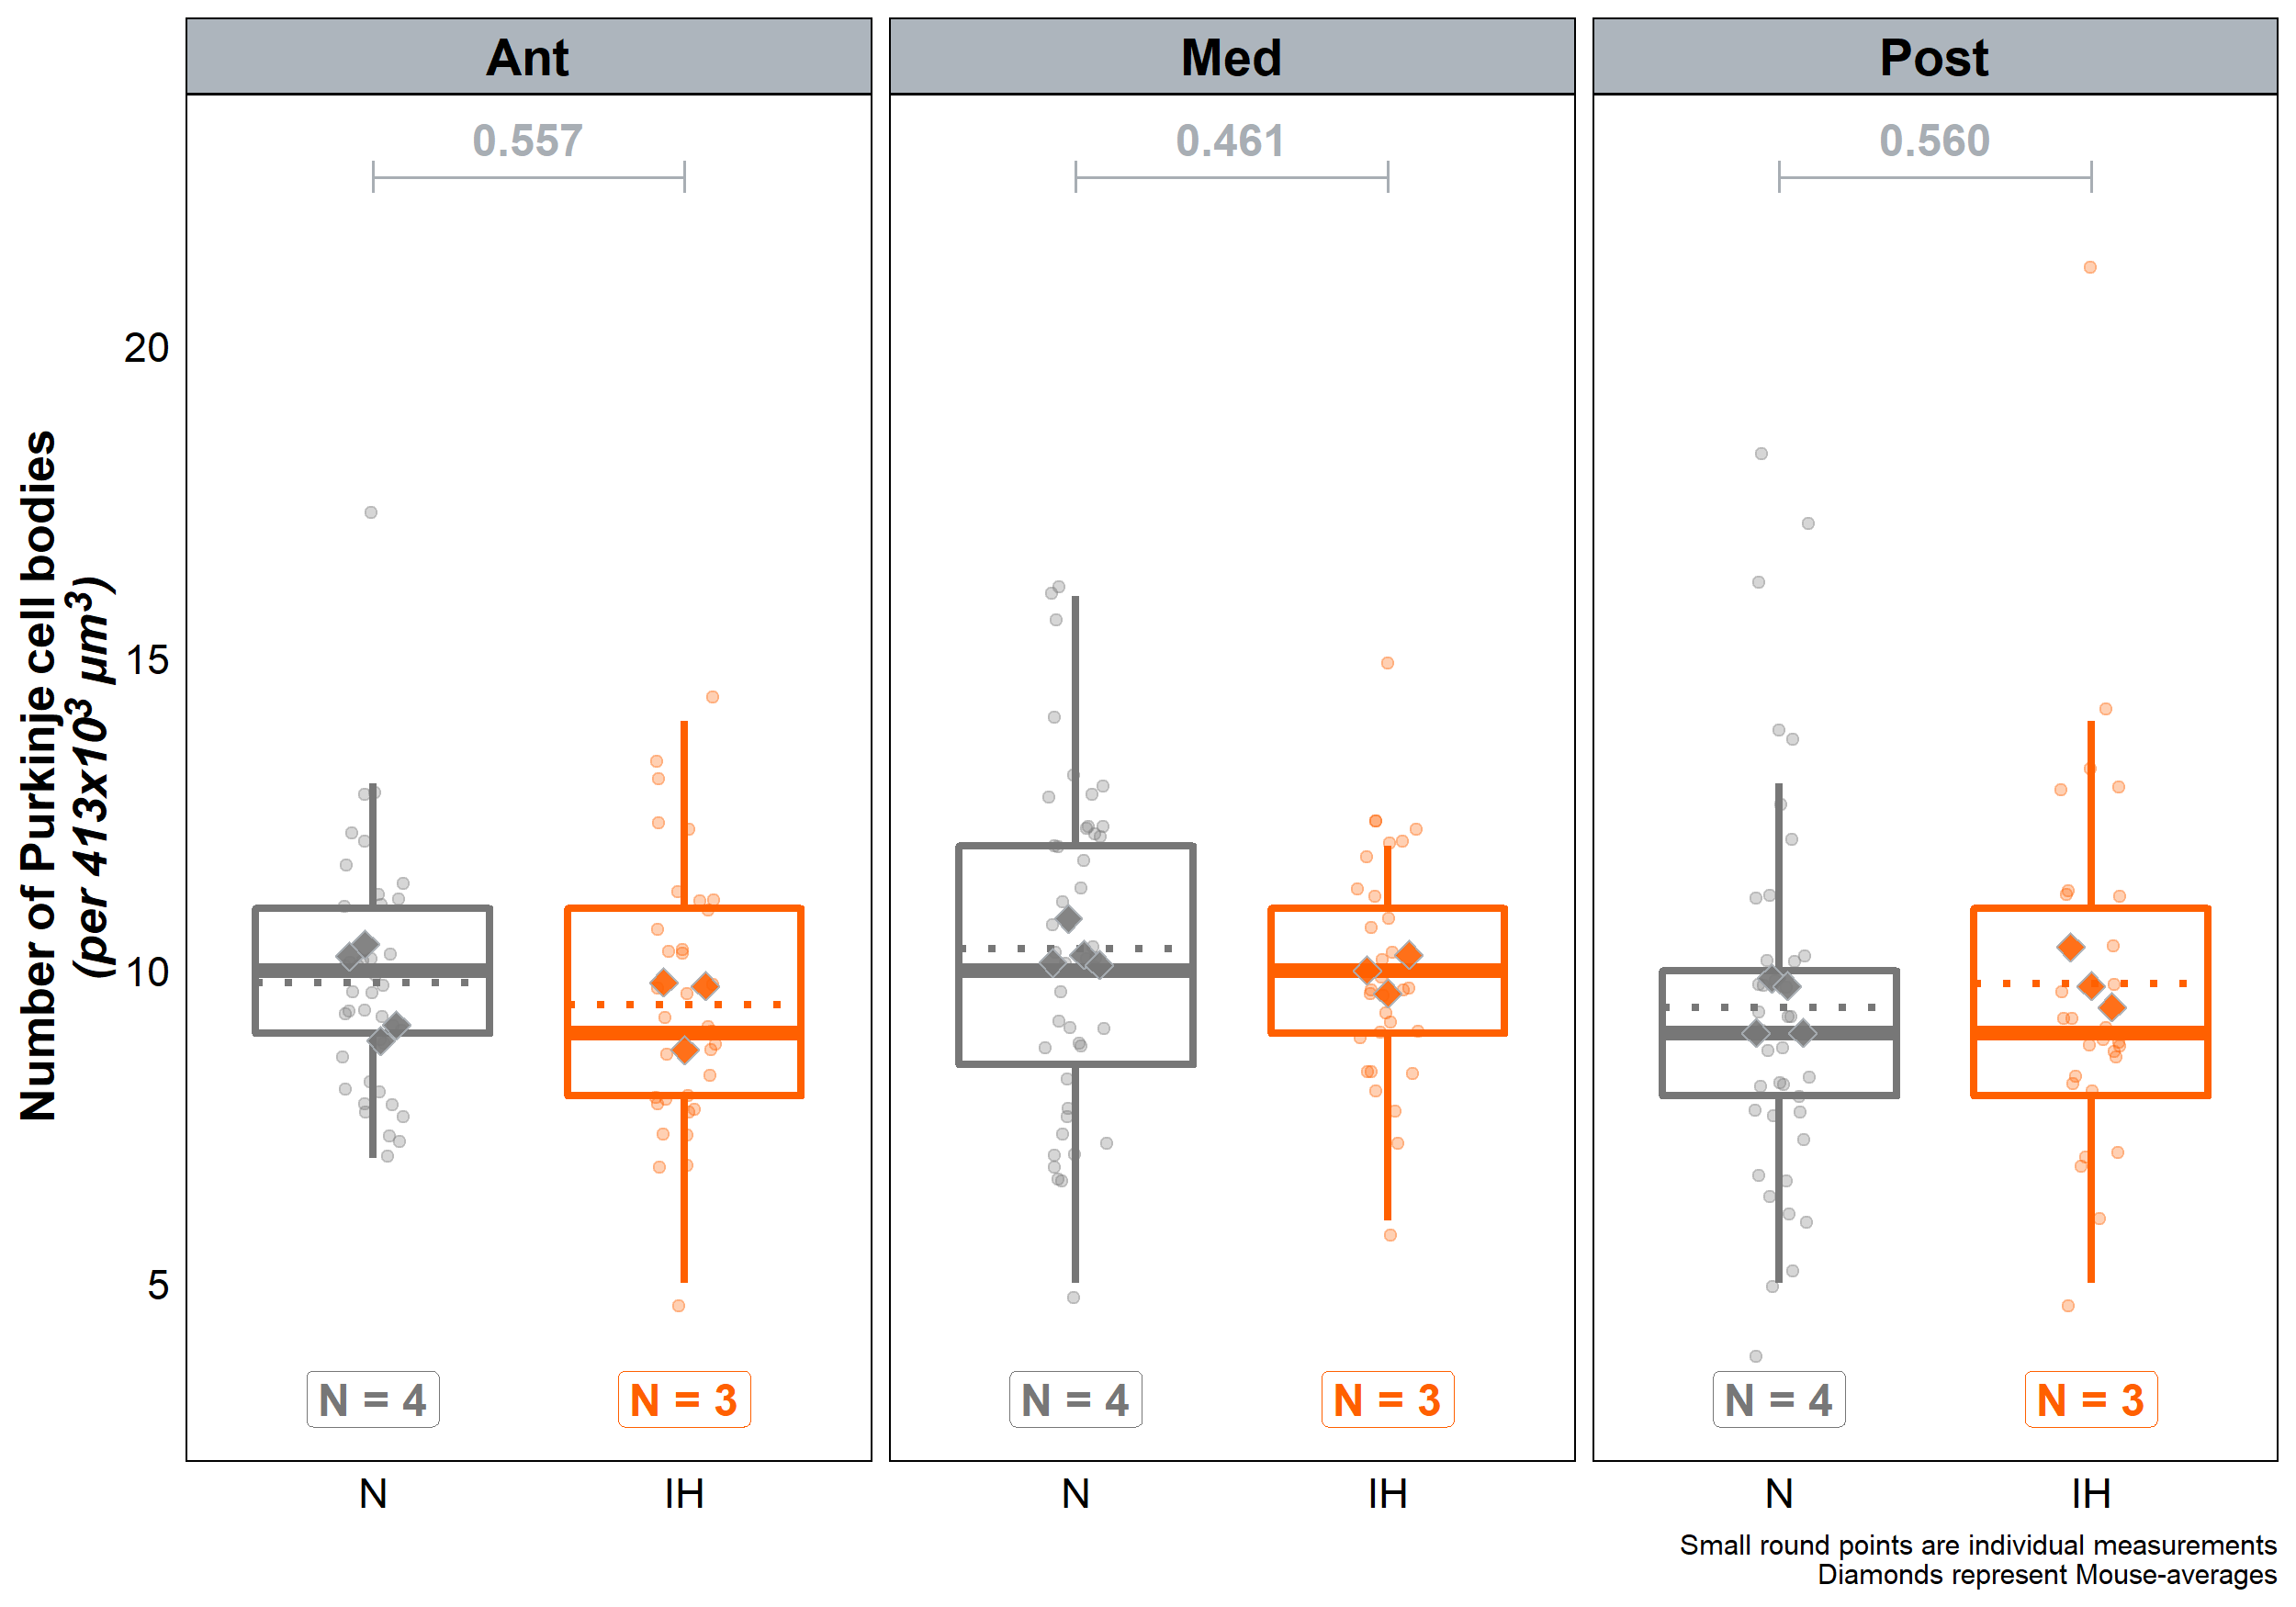 Ant Med Post
0.557 0.461 0.560
20
15
10
5
Number of Purkinje cell bodies
(per 413x10³ µm³)
N = 4 N = 3 N = 4 N = 3 N = 4 N = 3
N IH N IH N IH
Small round points are individual measurements
Diamonds represent Mouse-averages